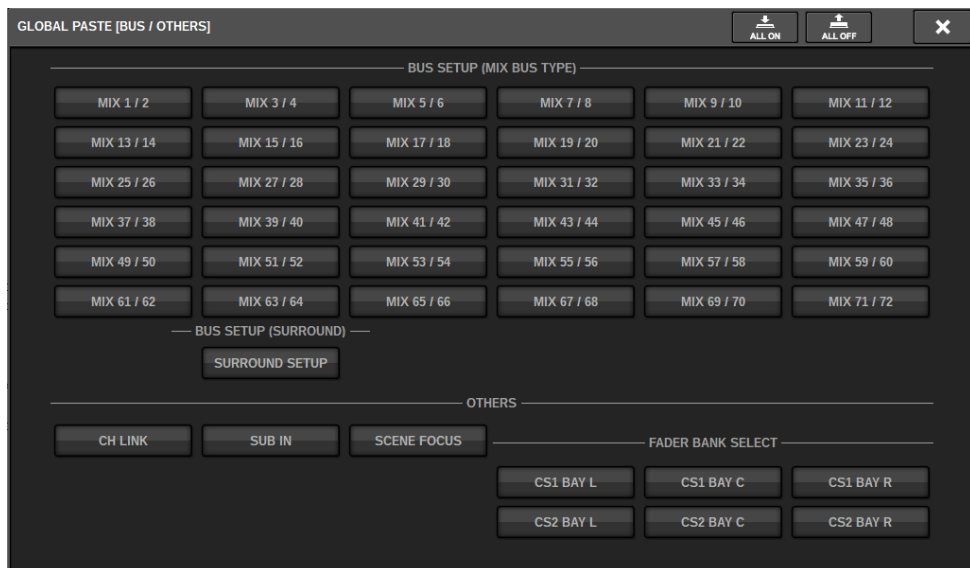 GLOBAL PASTE [BUS / OTHERS] ALL ON ALL OFF
BUS SETUP (MIX BUS TYPE)
MIX 1 / 2 MIX 3 / 4 MIX 5 / 6 MIX 7 / 8 MIX 9 / 10 MIX 11 / 12
MIX 13 / 14 MIX 15 / 16 MIX 17 / 18 MIX 19 / 20 MIX 21 / 22 MIX 23 / 24
MIX 25 / 26 MIX 27 / 28 MIX 29 / 30 MIX 31 / 32 MIX 33 / 34 MIX 35 / 36
MIX 37 / 38 MIX 39 / 40 MIX 41 / 42 MIX 43 / 44 MIX 45 / 46 MIX 47 / 48
MIX 49 / 50 MIX 51 / 52 MIX 53 / 54 MIX 55 / 56 MIX 57 / 58 MIX 59 / 60
MIX 61 / 62 MIX 63 / 64 MIX 65 / 66 MIX 67 / 68 MIX 69 / 70 MIX 71 / 72
BUS SETUP (SURROUND)
SURROUND SETUP
OTHERS
CH LINK SUB IN SCENE FOCUS FADER BANK SELECT
CS1 BAY L CS1 BAY C CS1 BAY R
CS2 BAY L CS2 BAY C CS2 BAY R